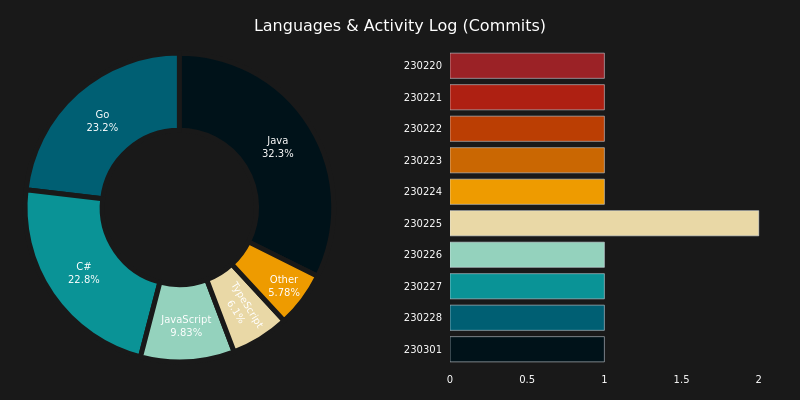 Languages & Activity Log (Commits)
Java
32.3%
Go
23.2%
C#
22.8%
JavaScript
9.83%
TypeScript
6.1%
Other
5.78%
230220
230221
230222
230223
230224
230225
230226
230227
230228
230301
0 0.5 1 1.5 2